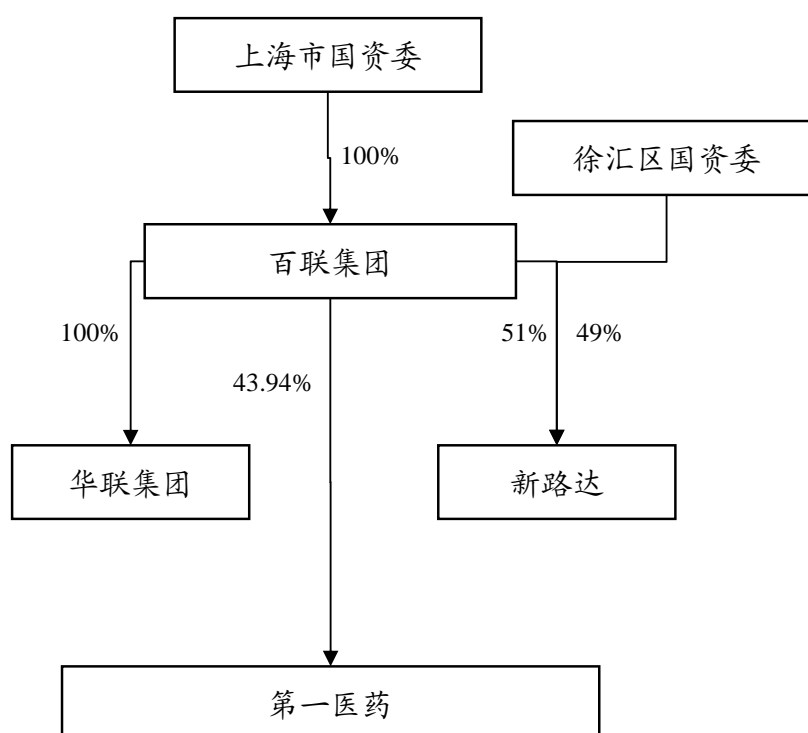 上海市国资委
100%
徐汇区国资委
百联集团
100%
43.94%
51%
49%
华联集团
新路达
第一医药